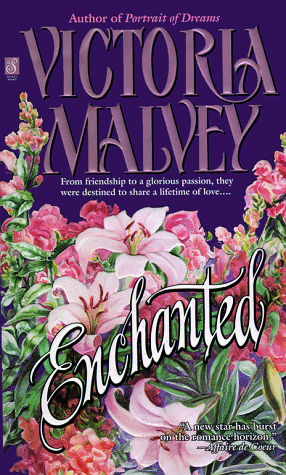 Author of Portrait of Dreams
VICTORIA
MALVEY
From friendship to a glorious passion, they
were destined to share a lifetime of love....
Enchanted
"A new star has burst
on the romance horizon."
—Affaire de Coeur